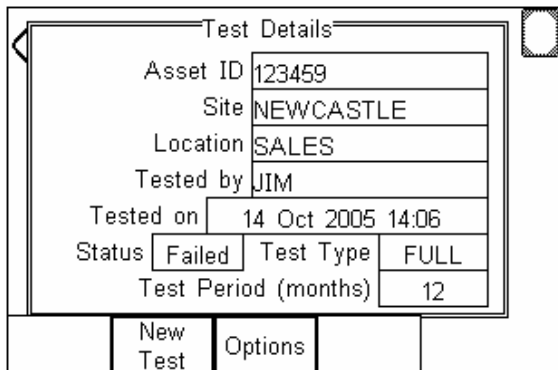 Test Details
Asset ID 123459
Site NEWCASTLE
Location SALES
Tested by JIM
Tested on 14 Oct 2005 14:06
Status Failed Test Type FULL
Test Period (months) 12
New Test Options